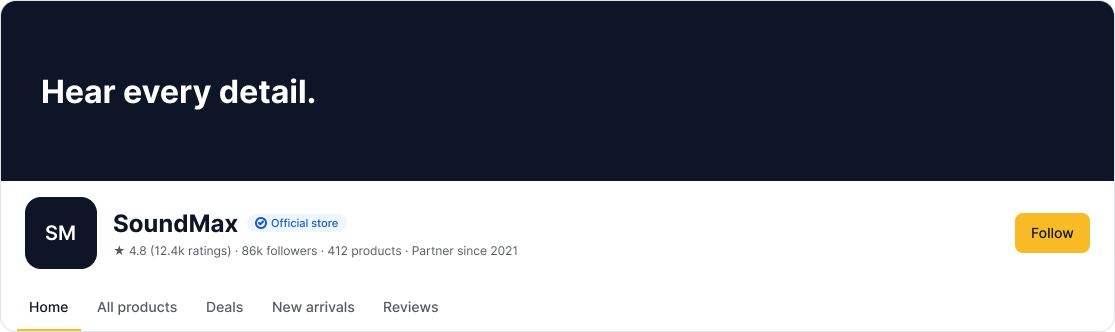 Hear every detail.
SM
SoundMax
Official store
★ 4.8 (12.4k ratings) · 86k followers · 412 products · Partner since 2021
Follow
Home
All products
Deals
New arrivals
Reviews